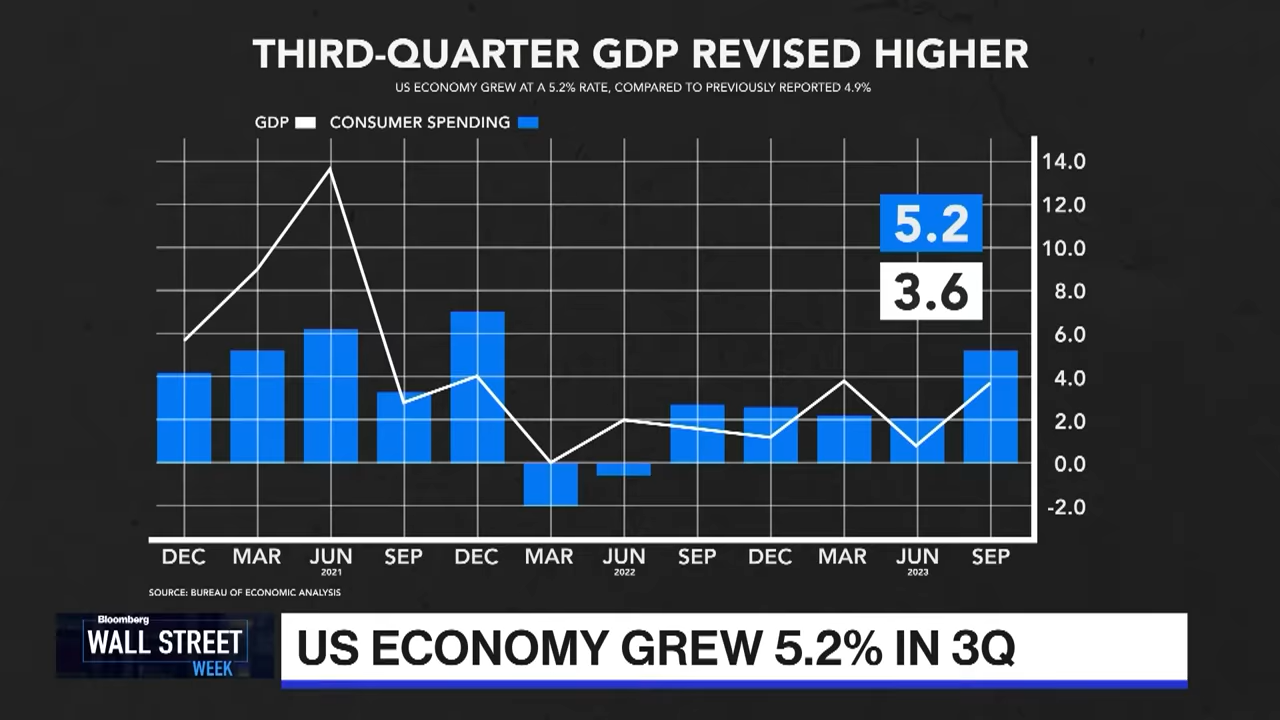 THIRD-QUARTER GDP REVISED HIGHER
US ECONOMY GREW AT A 5.2% RATE, COMPARED TO PREVIOUSLY REPORTED 4.9%
GDP CONSUMER SPENDING
14.0
12.0
10.0
8.0
6.0
4.0
2.0
0.0
-2.0
5.2
3.6
DEC MAR JUN SEP DEC MAR JUN SEP DEC MAR JUN SEP
2021 2022 2023
SOURCE: BUREAU OF ECONOMIC ANALYSIS
Bloomberg
WALL STREET
WEEK
US ECONOMY GREW 5.2% IN 3Q